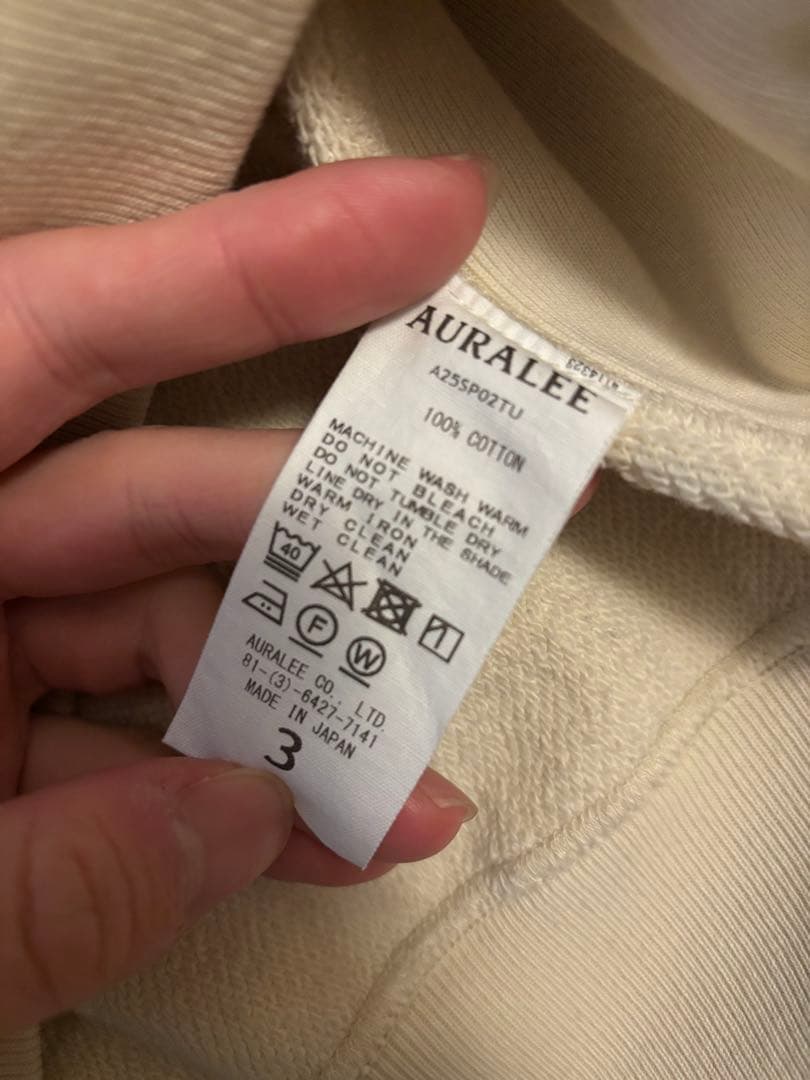 AURALEE
A25SP02TU
100% COTTON
MACHINE WASH WARM
DO NOT BLEACH
DO NOT TUMBLE DRY
LINE DRY IN THE SHADE
WARM IRON
DRY CLEAN
WET CLEAN
40
F W
AURALEE CO., LTD.
81-(3)-6427-7141
MADE IN JAPAN
3